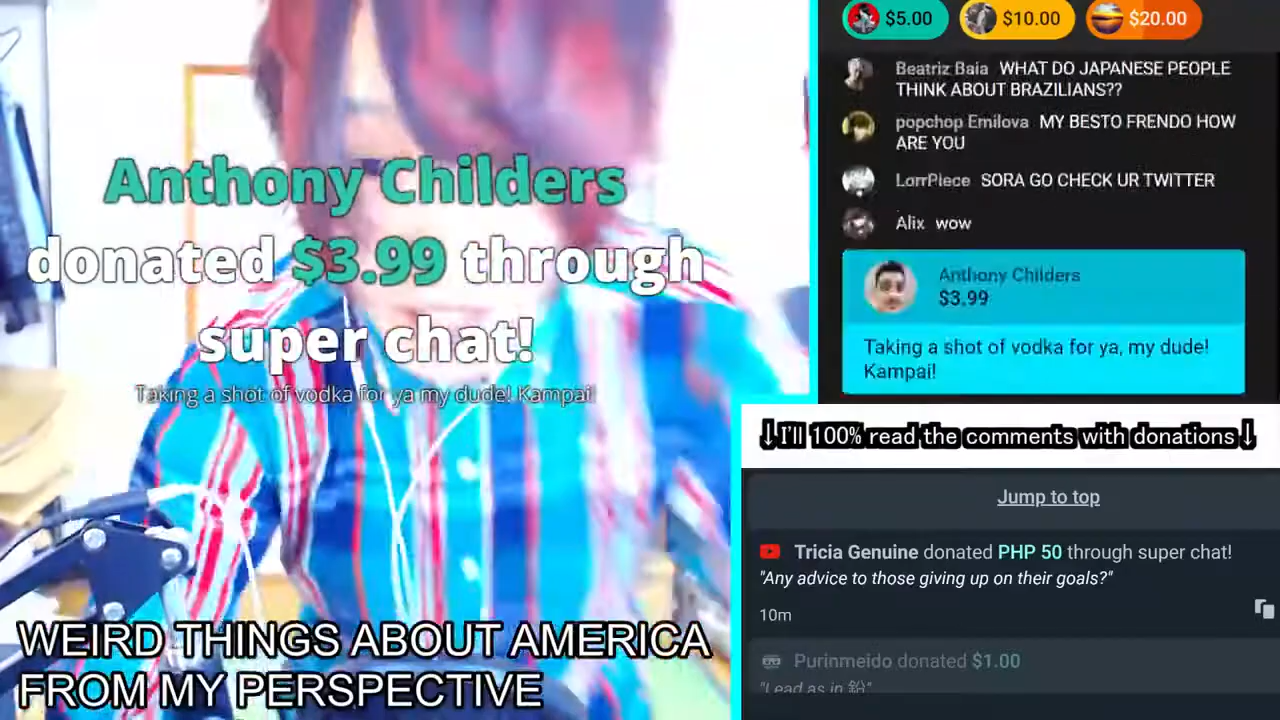 Anthony Childers
donated $3.99 through
super chat!
Taking a shot of vodka for ya my dude! Kampai!
WEIRD THINGS ABOUT AMERICA
FROM MY PERSPECTIVE
$5.00 $10.00 $20.00
Beatriz Baia WHAT DO JAPANESE PEOPLE
THINK ABOUT BRAZILIANS??
popchop Emilova MY BESTO FRENDO HOW
ARE YOU
LorrPiece SORA GO CHECK UR TWITTER
Alix wow
Anthony Childers
$3.99
Taking a shot of vodka for ya, my dude!
Kampai!
↓I'll 100% read the comments with donations↓
Jump to top
Tricia Genuine donated PHP 50 through super chat!
"Any advice to those giving up on their goals?"
10m
Purinmeido donated $1.00
"Lead as in 鉛"